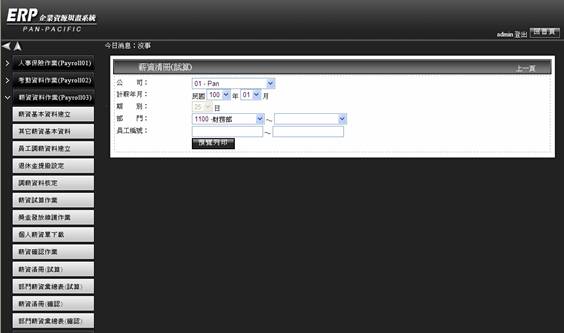 ERP 企業資源規畫系統
PAN-PACIFIC
admin 登出 回首頁
今日消息：沒事
人事保險作業(Payroll01)
考勤資料作業(Payroll02)
薪資資料作業(Payroll03)
薪資基本資料建立
其它薪資基本資料
員工調薪資料建立
退休金提撥設定
調薪資料核定
薪資試算作業
獎金發放維護作業
個人薪資單下載
薪資確認作業
薪資清冊(試算)
部門薪資彙總表(試算)
薪資清冊(確認)
部門薪資彙總表(確認)
薪資清冊(試算)
上一頁
公 司： 01 - Pan
計薪年月： 民國 100 年 01 月
期 別： 25 日
部 門： 1100 -財務部 ～
員工編號： ～
預覽列印